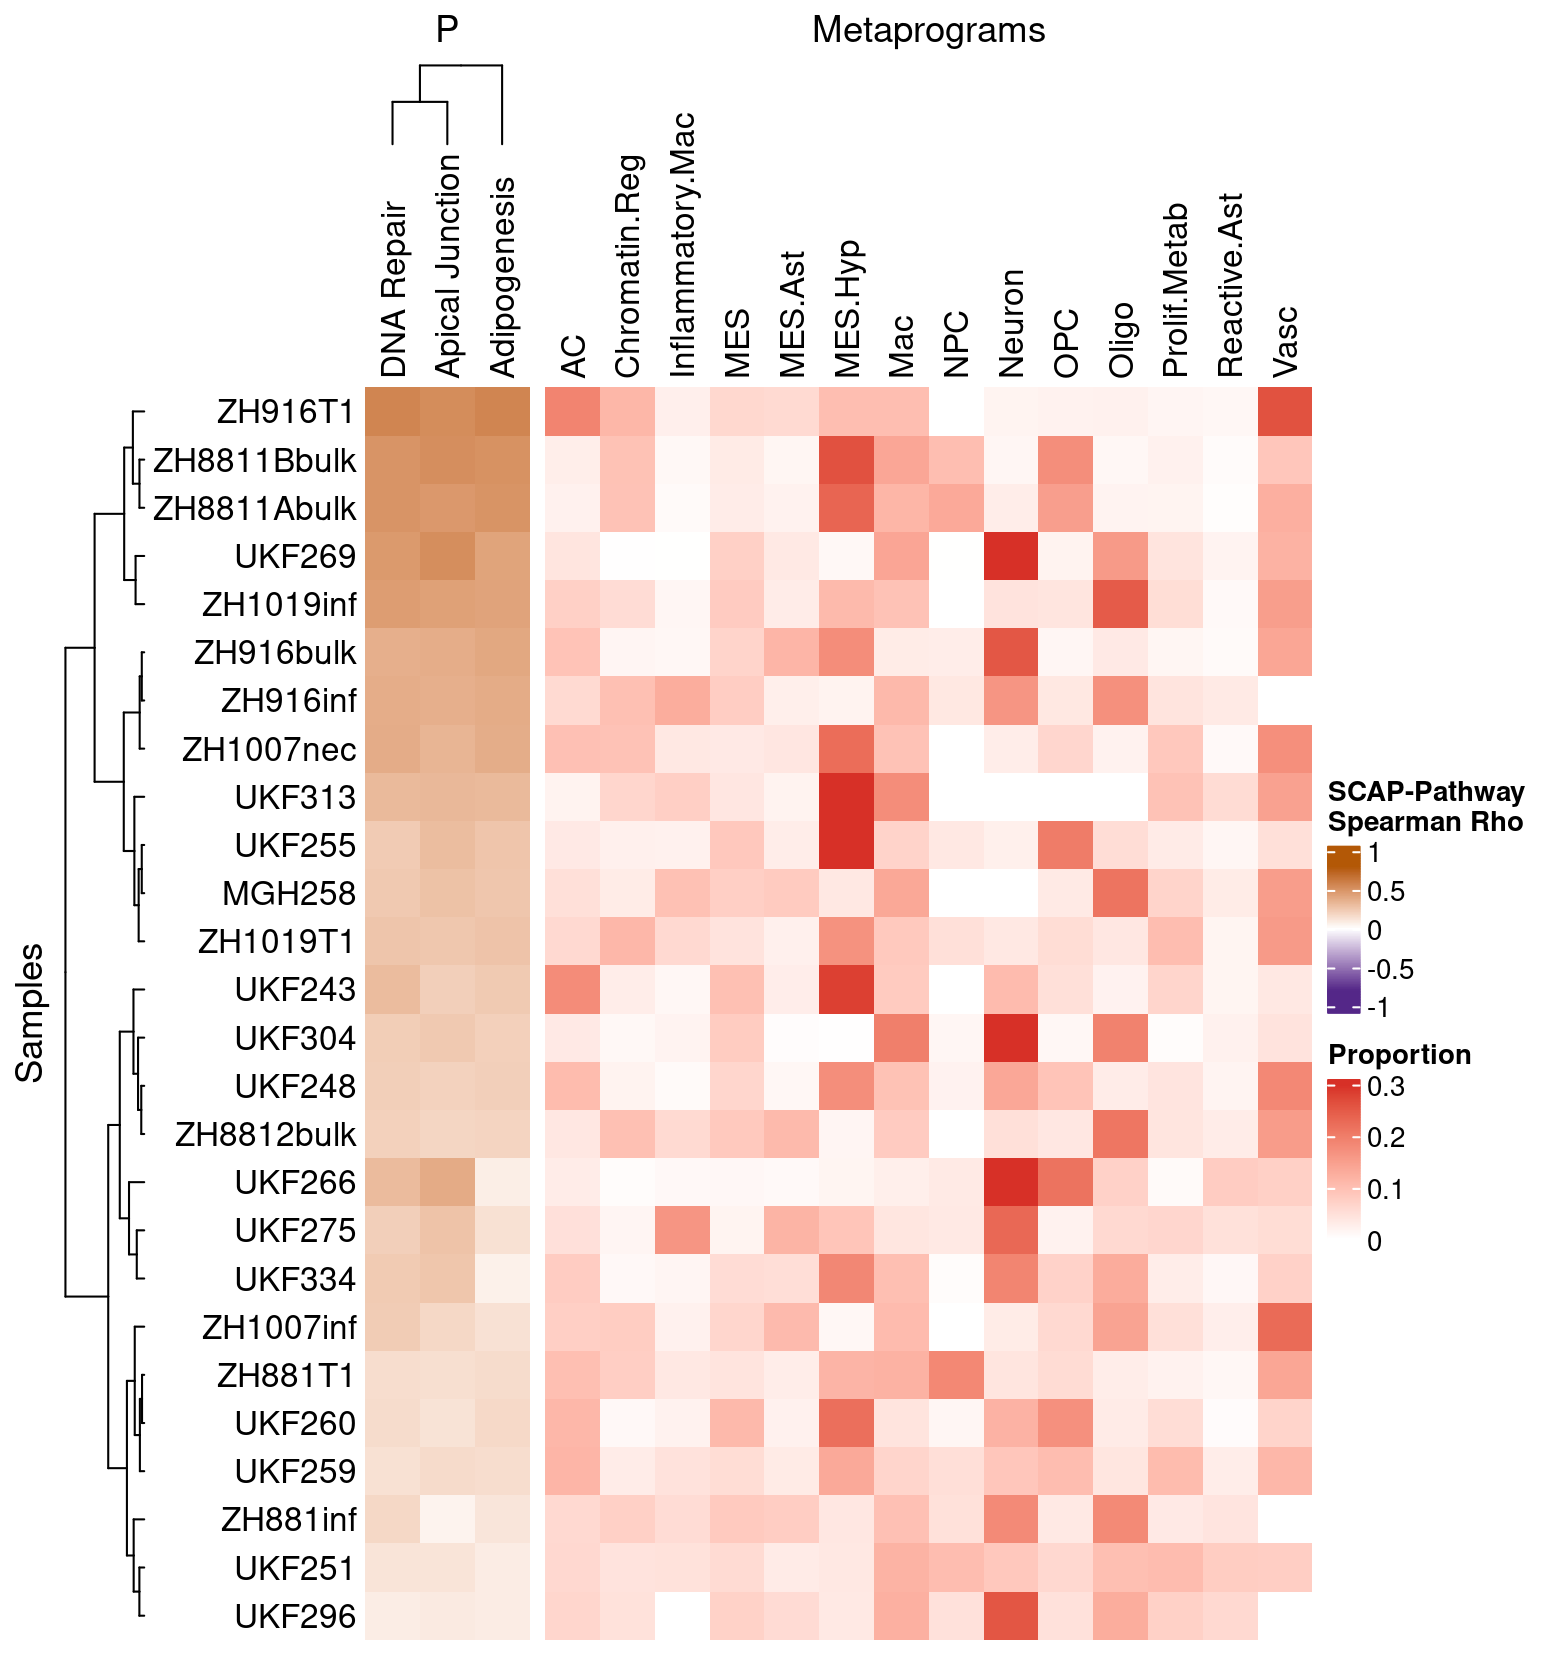 P
Metaprograms
DNA Repair
Apical Junction
Adipogenesis
AC
Chromatin.Reg
Inflammatory.Mac
MES
MES.Ast
MES.Hyp
Mac
NPC
Neuron
OPC
Oligo
Prolif.Metab
Reactive.Ast
Vasc
Samples
ZH916T1
ZH8811Bbulk
ZH8811Abulk
UKF269
ZH1019inf
ZH916bulk
ZH916inf
ZH1007nec
UKF313
UKF255
MGH258
ZH1019T1
UKF243
UKF304
UKF248
ZH8812bulk
UKF266
UKF275
UKF334
ZH1007inf
ZH881T1
UKF260
UKF259
ZH881inf
UKF251
UKF296
SCAP-Pathway
Spearman Rho
1
0.5
0
-0.5
-1
Proportion
0.3
0.2
0.1
0